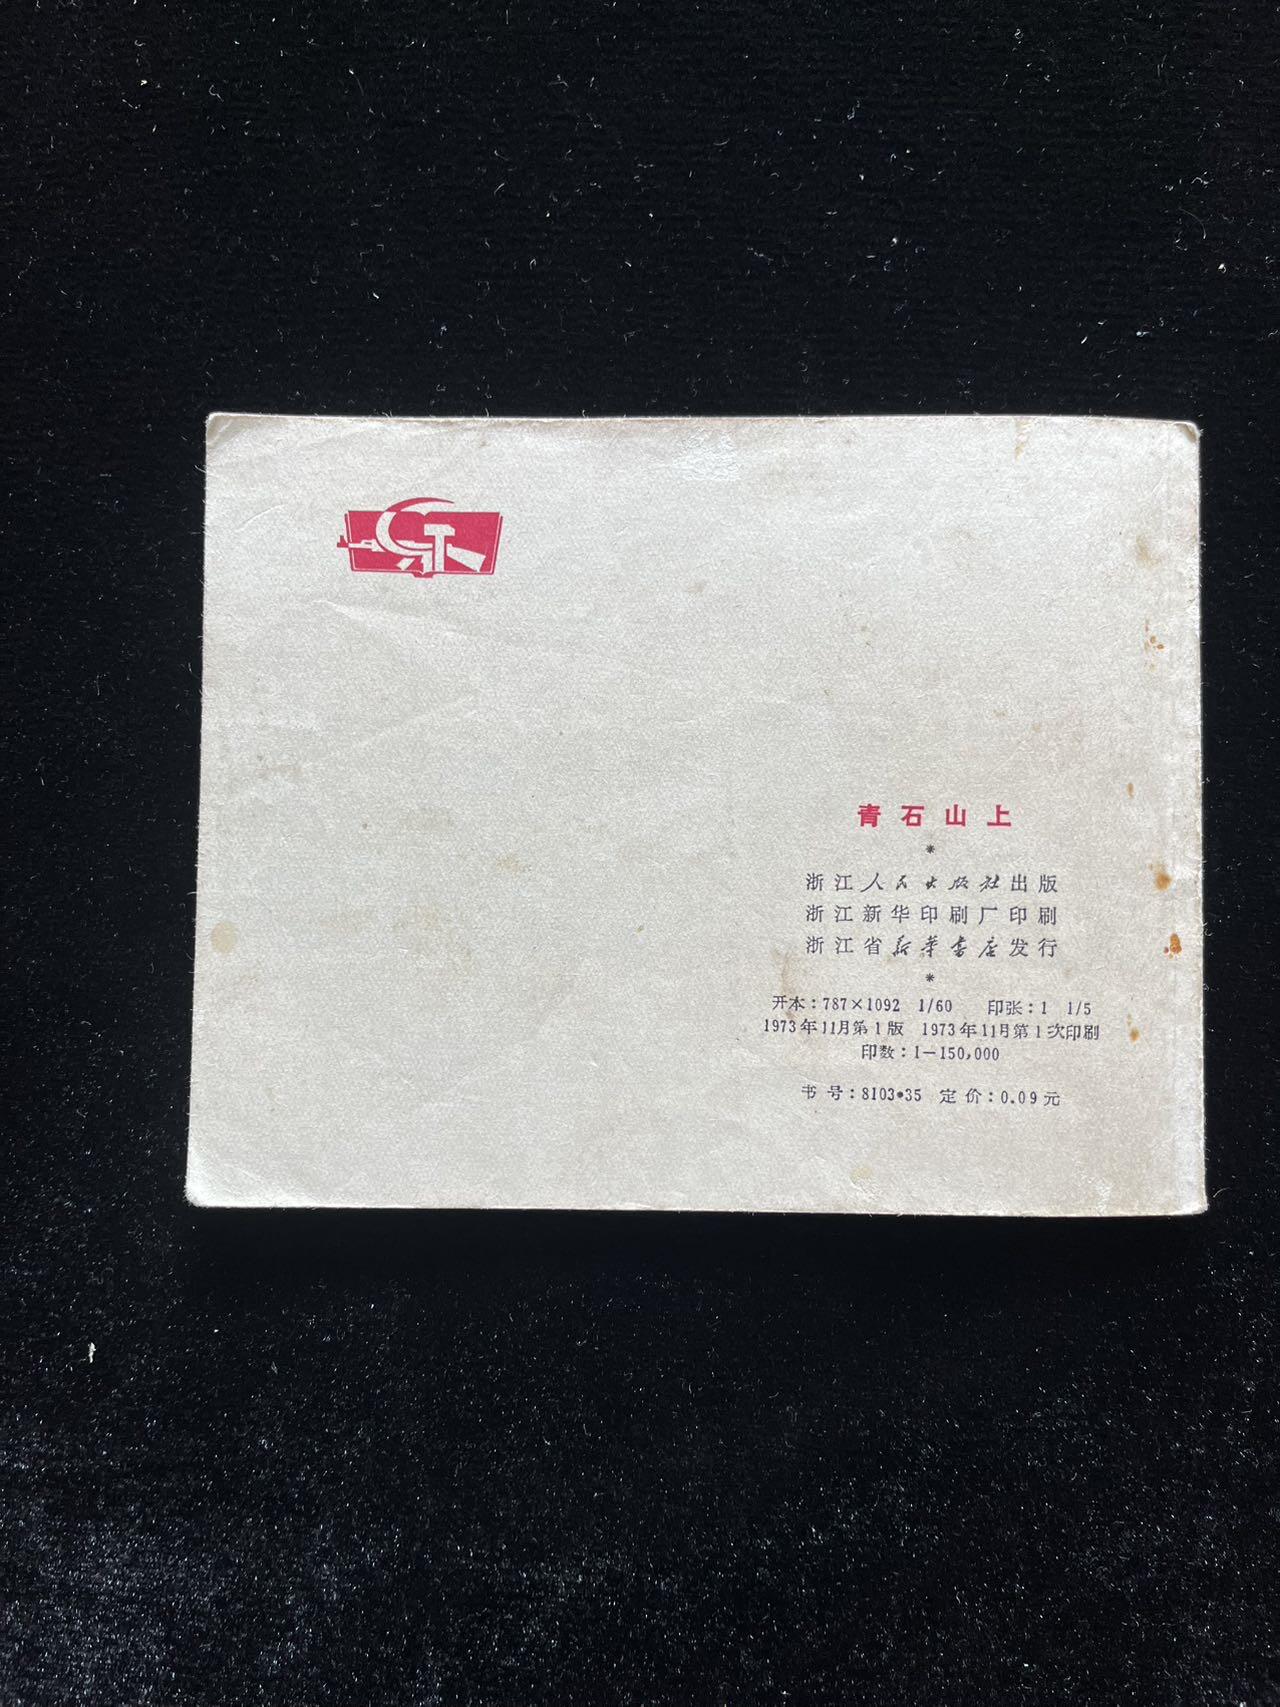 青石山上
*
浙江人民出版社出版
浙江新华印刷厂印刷
浙江省新华书店发行
*
开本:787×1092 1/60 印张:1 1/5
1973年11月第1版 1973年11月第1次印刷
印数:1—150,000
书号:8103•35 定价:0.09元